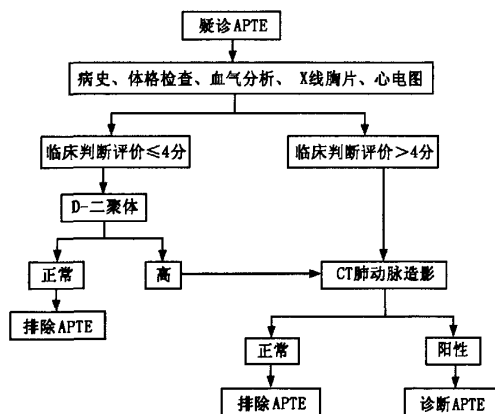 疑诊APTE
病史、体格检查、血气分析、X线胸片、心电图
临床判断评价≤4分
临床判断评价>4分
D-二聚体
正常
高
CT肺动脉造影
排除APTE
正常
阳性
排除APTE
诊断APTE